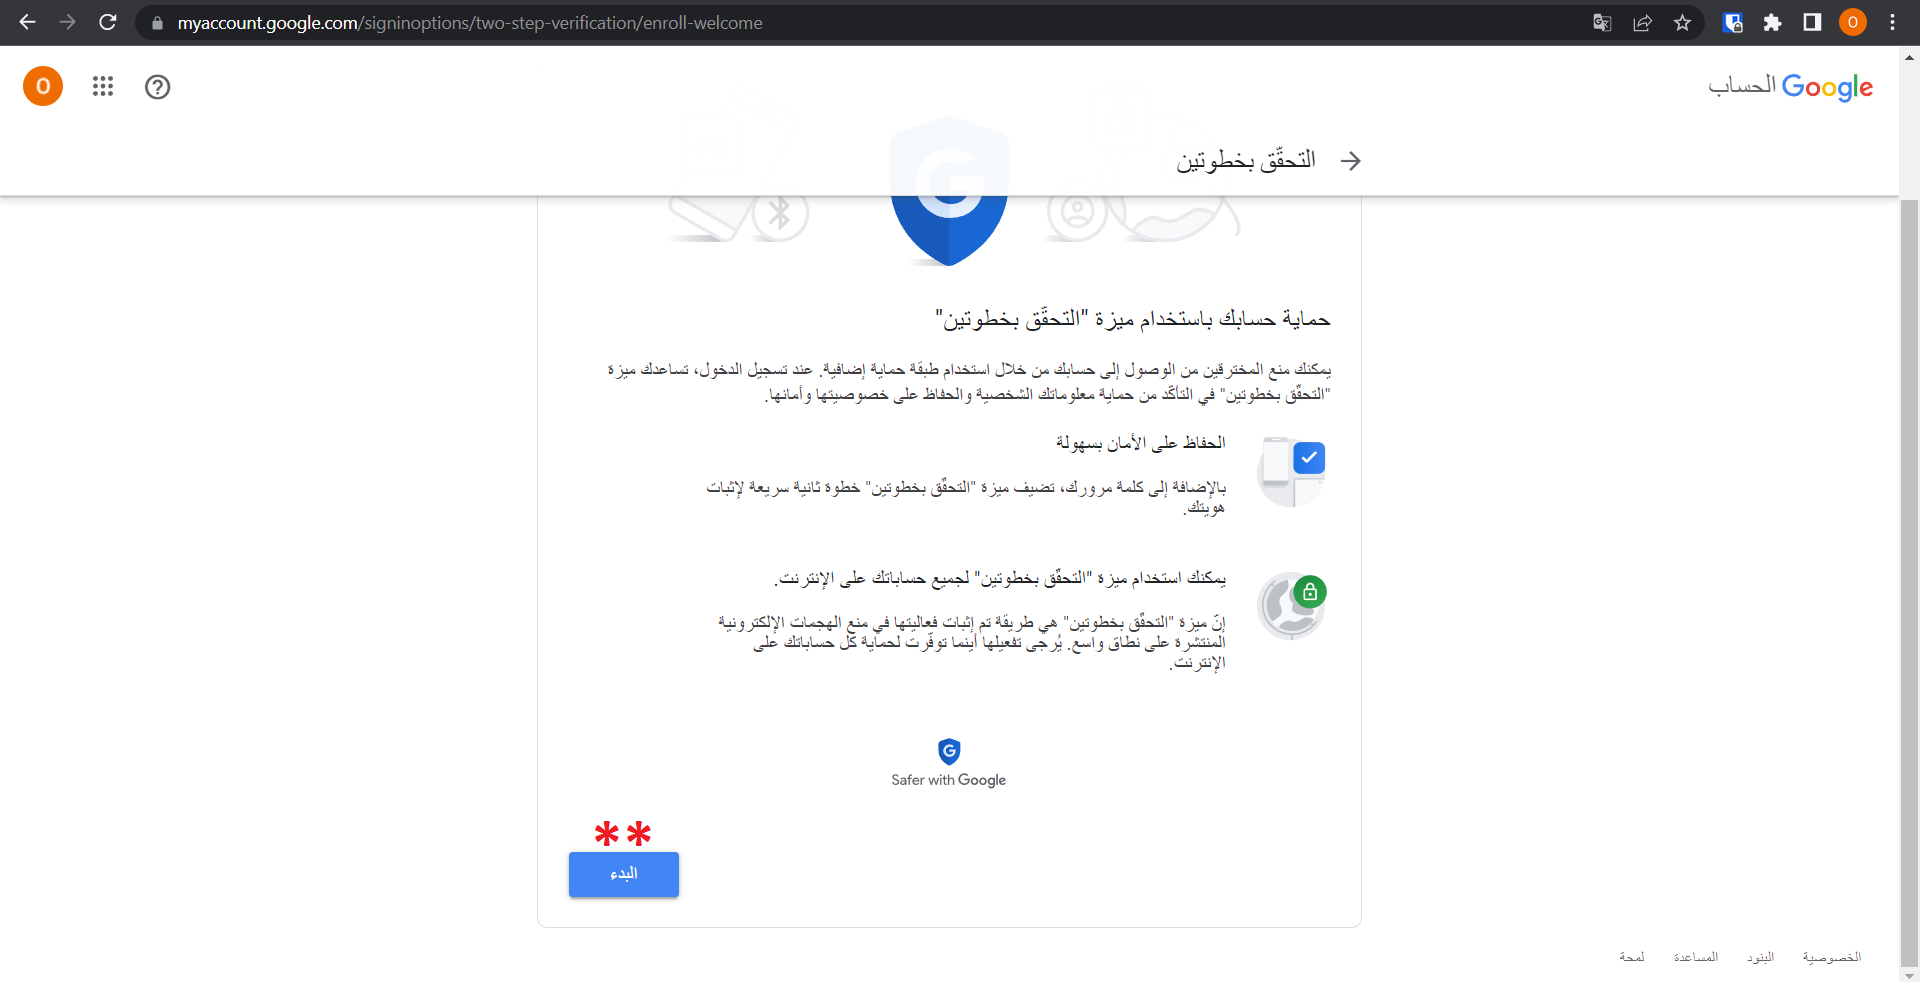 myaccount.google.com/signinoptions/two-step-verification/enroll-welcome
O
O
Google الحساب
التحقّق بخطوتين
G
حماية حسابك باستخدام ميزة "التحقّق بخطوتين"
يمكنك منع المخترقين من الوصول إلى حسابك من خلال استخدام طبقة حماية إضافية. عند تسجيل الدخول، تساعدك ميزة
"التحقّق بخطوتين" في التأكّد من حماية معلوماتك الشخصية والحفاظ على خصوصيتها وأمانها.
الحفاظ على الأمان بسهولة
بالإضافة إلى كلمة مرورك، تضيف ميزة "التحقّق بخطوتين" خطوة ثانية سريعة لإثبات
هويتك.
يمكنك استخدام ميزة "التحقّق بخطوتين" لجميع حساباتك على الإنترنت.
إنّ ميزة "التحقّق بخطوتين" هي طريقة تم إثبات فعاليتها في منع الهجمات الإلكترونية
المنتشرة على نطاق واسع. يُرجى تفعيلها أينما توفّرت لحماية كل حساباتك على
الإنترنت.
G
Safer with Google
**
البدء
الخصوصية البنود المساعدة لمحة